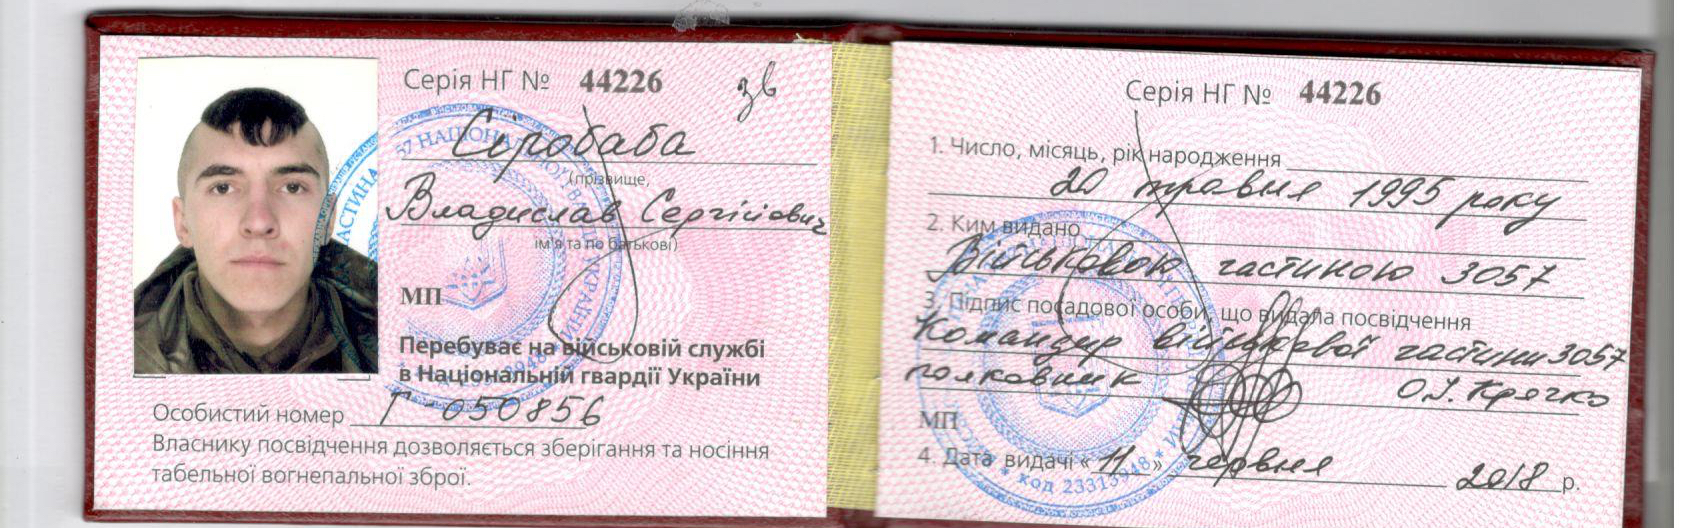 Серія НГ № 44226 зв
Сіробаба
(прізвище,
Владислав Сергійович
ім'я та по батькові)
МП
Перебуває на військовій службі
в Національній гвардії України
Особистий номер Г-050856
Власнику посвідчення дозволяється зберігання та носіння
табельної вогнепальної зброї.
Серія НГ № 44226
1. Число, місяць, рік народження
20 травня 1995 року
2. Ким видано
Військовою частиною 3057
3. Підпис посадової особи, що видала посвідчення
Командир військової частини 3057
полковник О.І. Крячко
МП
4. Дата видачі « 11 » червня 2018 р.
код 23313948